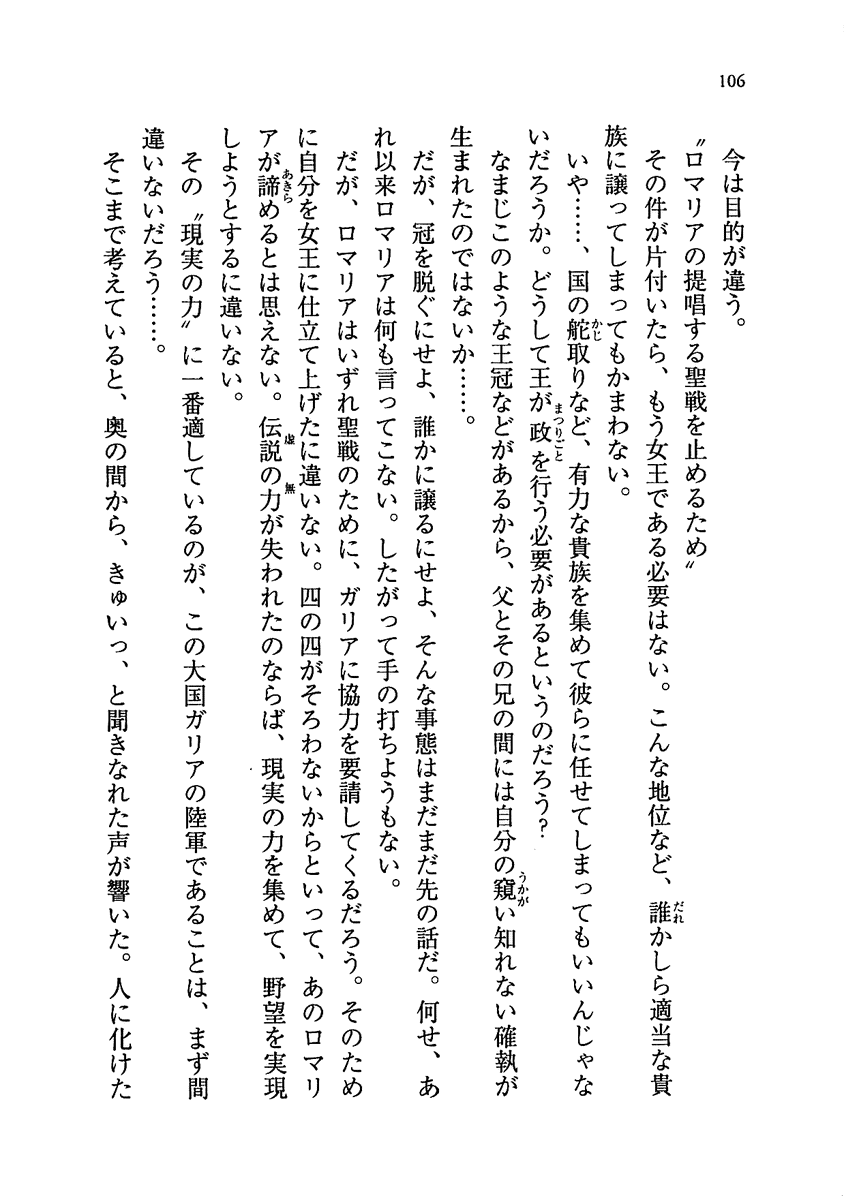 106
今は目的が違う。
〝ロマリアの提唱する聖戦を止めるため〟
その件が片付いたら、もう女王である必要はない。こんな地位など、誰かしら適当な貴
族に譲ってしまってもかまわない。
いや……、国の舵取りなど、有力な貴族を集めて彼らに任せてしまってもいいんじゃな
いだろうか。どうして王が政を行う必要があるというのだろう?
なまじこのような王冠などがあるから、父とその兄の間には自分の窺い知れない確執が
生まれたのではないか……。
だが、冠を脱ぐにせよ、誰かに譲るにせよ、そんな事態はまだまだ先の話だ。何せ、あ
れ以来ロマリアは何も言ってこない。したがって手の打ちようもない。
だが、ロマリアはいずれ聖戦のために、ガリアに協力を要請してくるだろう。そのため
に自分を女王に仕立て上げたに違いない。四の四がそろわないからといって、あのロマリ
アが諦めるとは思えない。伝説の力が失われたのならば、現実の力を集めて、野望を実現
しようとするに違いない。
その〝現実の力〟に一番適しているのが、この大国ガリアの陸軍であることは、まず間
違いないだろう……。
そこまで考えていると、奥の間から、きゅいっ、と聞きなれた声が響いた。人に化けた
だれ
かじ
まつりごと
うかが
あきら
虚無